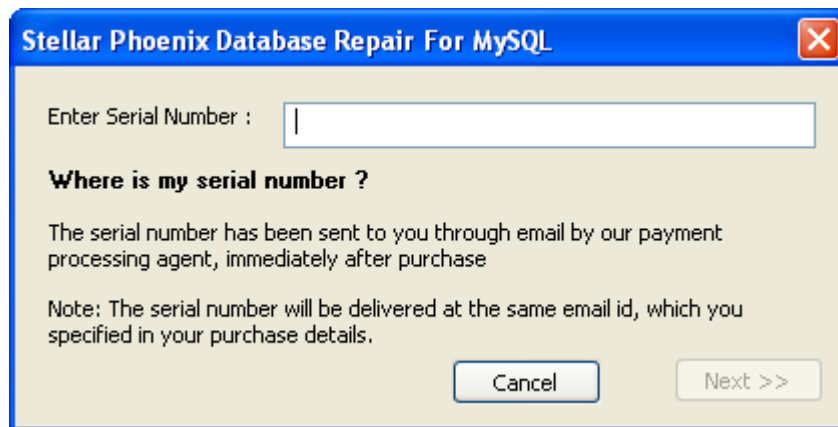 Stellar Phoenix Database Repair For MySQL
Enter Serial Number :
Where is my serial number ?
The serial number has been sent to you through email by our payment
processing agent, immediately after purchase
Note: The serial number will be delivered at the same email id, which you
specified in your purchase details.
Cancel
Next >>